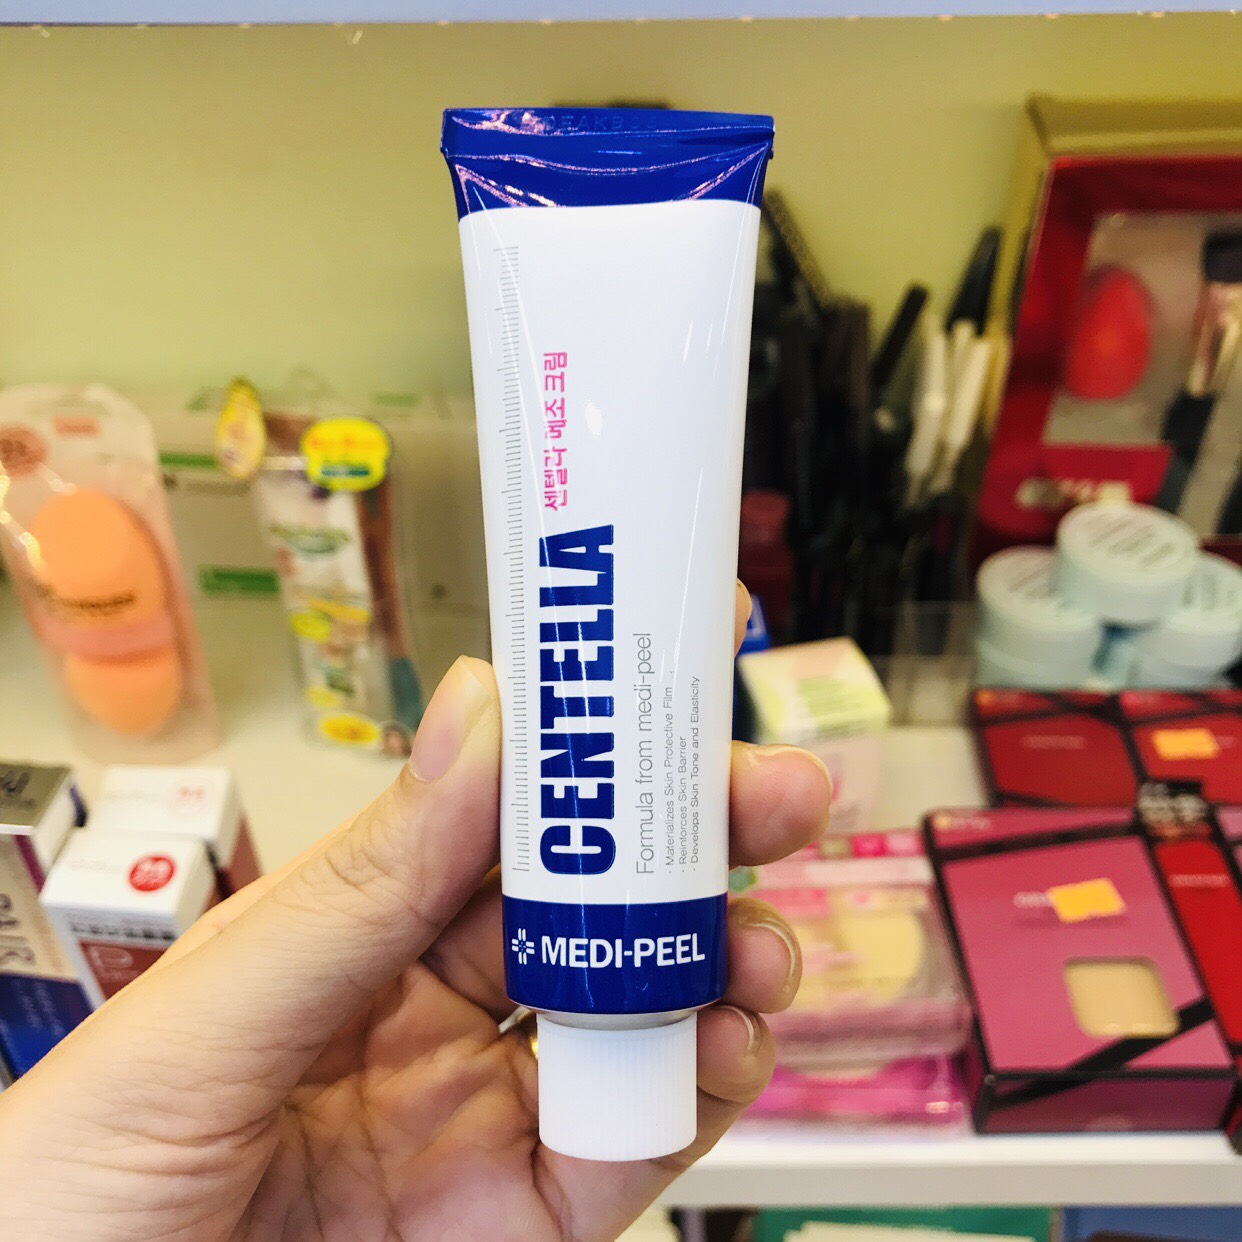 센텔라 메조 크림
CENTELLA
Formula from medi-peel
· Materializes Skin Protective Film
· Reinforces Skin Barrier
· Develops Skin Tone and Elasticity
MEDI-PEEL